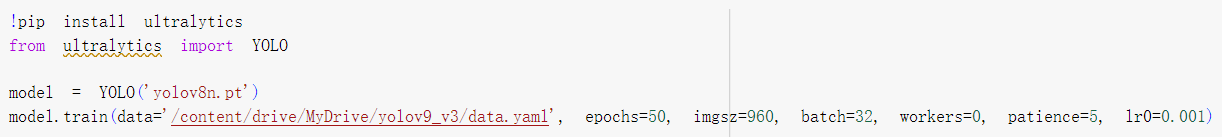 !pip install ultralytics
from ultralytics import YOLO
model = YOLO('yolov8n.pt')
model.train(data='/content/drive/MyDrive/yolov9_v3/data.yaml', epochs=50, imgsz=960, batch=32, workers=0, patience=5, lr0=0.001)